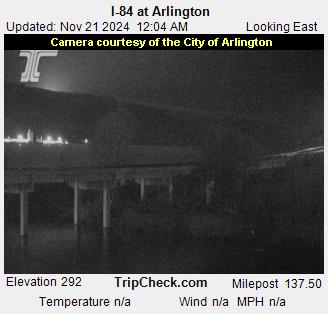 I-84 at Arlington
Updated: Nov 21 2024 12:04 AM Looking East
Camera courtesy of the City of Arlington
Elevation 292 TripCheck.com Milepost 137.50
Temperature n/a Wind n/a MPH n/a